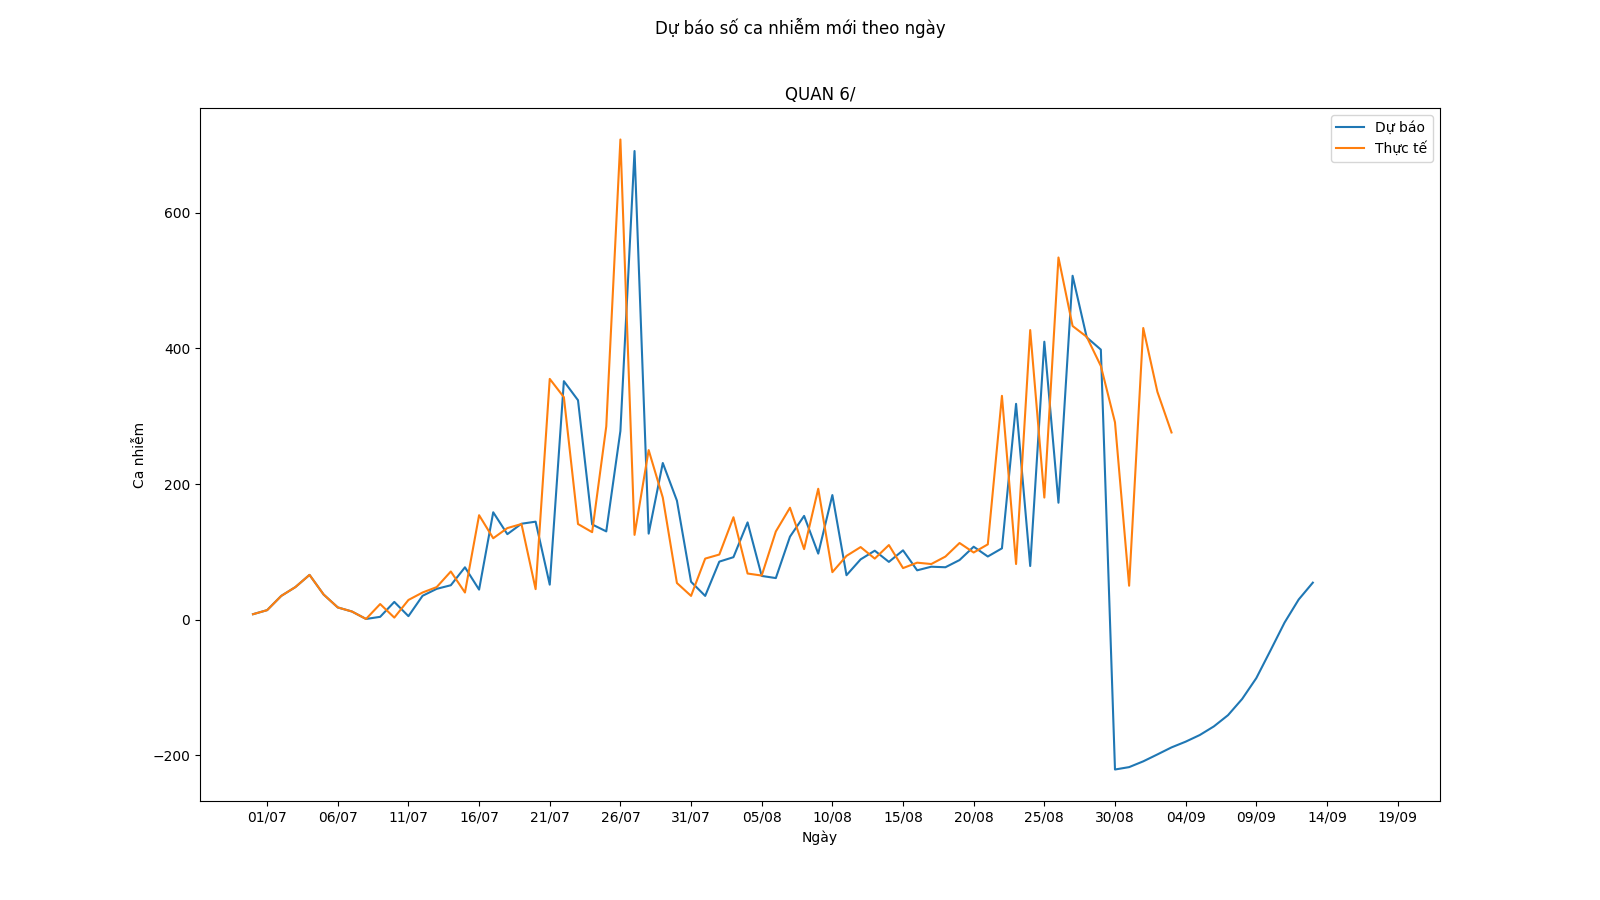 Dự báo số ca nhiễm mới theo ngày
QUAN 6/
Dự báo
Thực tế
600
400
200
0
−200
Ca nhiễm
01/07 06/07 11/07 16/07 21/07 26/07 31/07 05/08 10/08 15/08 20/08 25/08 30/08 04/09 09/09 14/09 19/09
Ngày